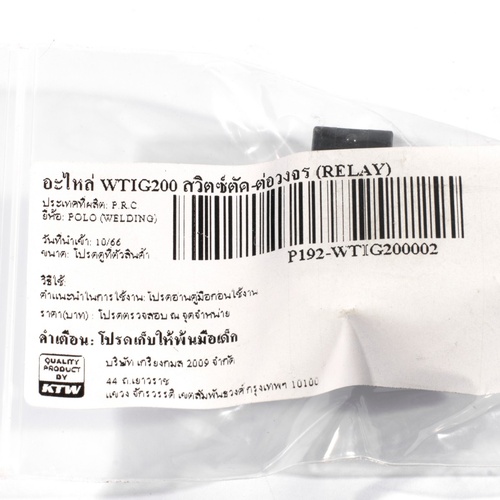 อะไหล่ WTIG200 สวิตซ์ตัด-ต่อวงจร (RELAY)
ประเทศที่ผลิต: P.R.C
ยี่ห้อ: POLO (WELDING)
วันที่นำเข้า: 10/66
ขนาด: โปรดดูที่ตัวสินค้า
P192-WTIG200002
วิธีใช้:
คำแนะนำในการใช้งาน: โปรดอ่านคู่มือก่อนใช้งาน
ราคา(บาท) : โปรดตรวจสอบ ณ จุดจำหน่าย
คำเตือน: โปรดเก็บให้พ้นมือเด็ก
QUALITY
PRODUCT
BY
KTW
บริษัท เกรียงกมล 2009 จำกัด
44 ถ.เยาวราช
แขวง จักรวรรดิ เขตสัมพันธวงศ์ กรุงเทพฯ 10100